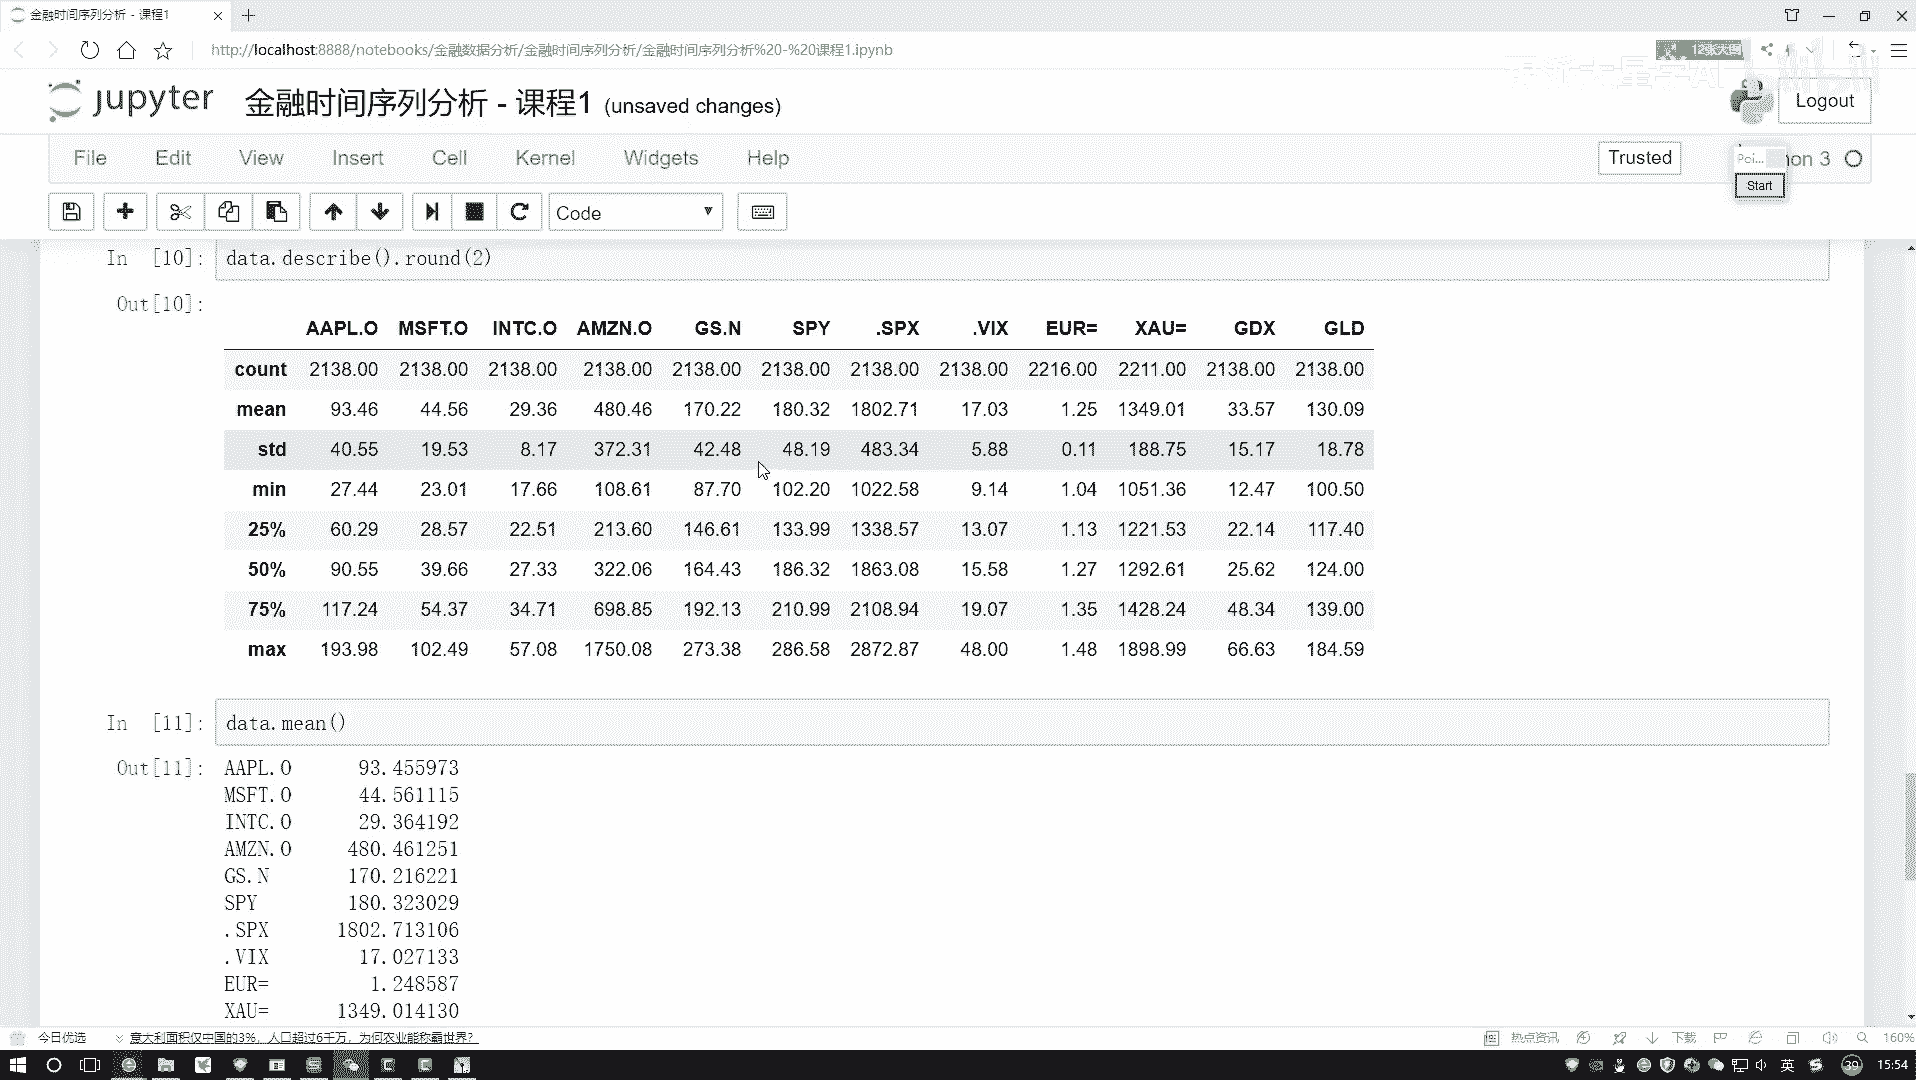 金融时间序列分析 - 课程1
http://localhost:8888/notebooks/金融数据分析/金融时间序列分析/金融时间序列分析%20-%20课程1.ipynb
jupyter 金融时间序列分析 - 课程1 (unsaved changes) Logout
File Edit View Insert Cell Kernel Widgets Help Trusted Poi... hon 3
Start
Code
In [10]: data.describe().round(2)
Out[10]:
AAPL.O MSFT.O INTC.O AMZN.O GS.N SPY .SPX .VIX EUR= XAU= GDX GLD
count 2138.00 2138.00 2138.00 2138.00 2138.00 2138.00 2138.00 2138.00 2216.00 2211.00 2138.00 2138.00
mean 93.46 44.56 29.36 480.46 170.22 180.32 1802.71 17.03 1.25 1349.01 33.57 130.09
std 40.55 19.53 8.17 372.31 42.48 48.19 483.34 5.88 0.11 188.75 15.17 18.78
min 27.44 23.01 17.66 108.61 87.70 102.20 1022.58 9.14 1.04 1051.36 12.47 100.50
25% 60.29 28.57 22.51 213.60 146.61 133.99 1338.57 13.07 1.13 1221.53 22.14 117.40
50% 90.55 39.66 27.33 322.06 164.43 186.32 1863.08 15.58 1.27 1292.61 25.62 124.00
75% 117.24 54.37 34.71 698.85 192.13 210.99 2108.94 19.07 1.35 1428.24 48.34 139.00
max 193.98 102.49 57.08 1750.08 273.38 286.58 2872.87 48.00 1.48 1898.99 66.63 184.59
In [11]: data.mean()
Out[11]: AAPL.O 93.455973
MSFT.O 44.561115
INTC.O 29.364192
AMZN.O 480.461251
GS.N 170.216221
SPY 180.323029
.SPX 1802.713106
.VIX 17.027133
EUR= 1.248587
XAU= 1349.014130
今日优选 意大利面积仅中国的3%，人口超过6千万，为何农业能称霸世界？ 热点资讯 下载 160%
英 39 15:54